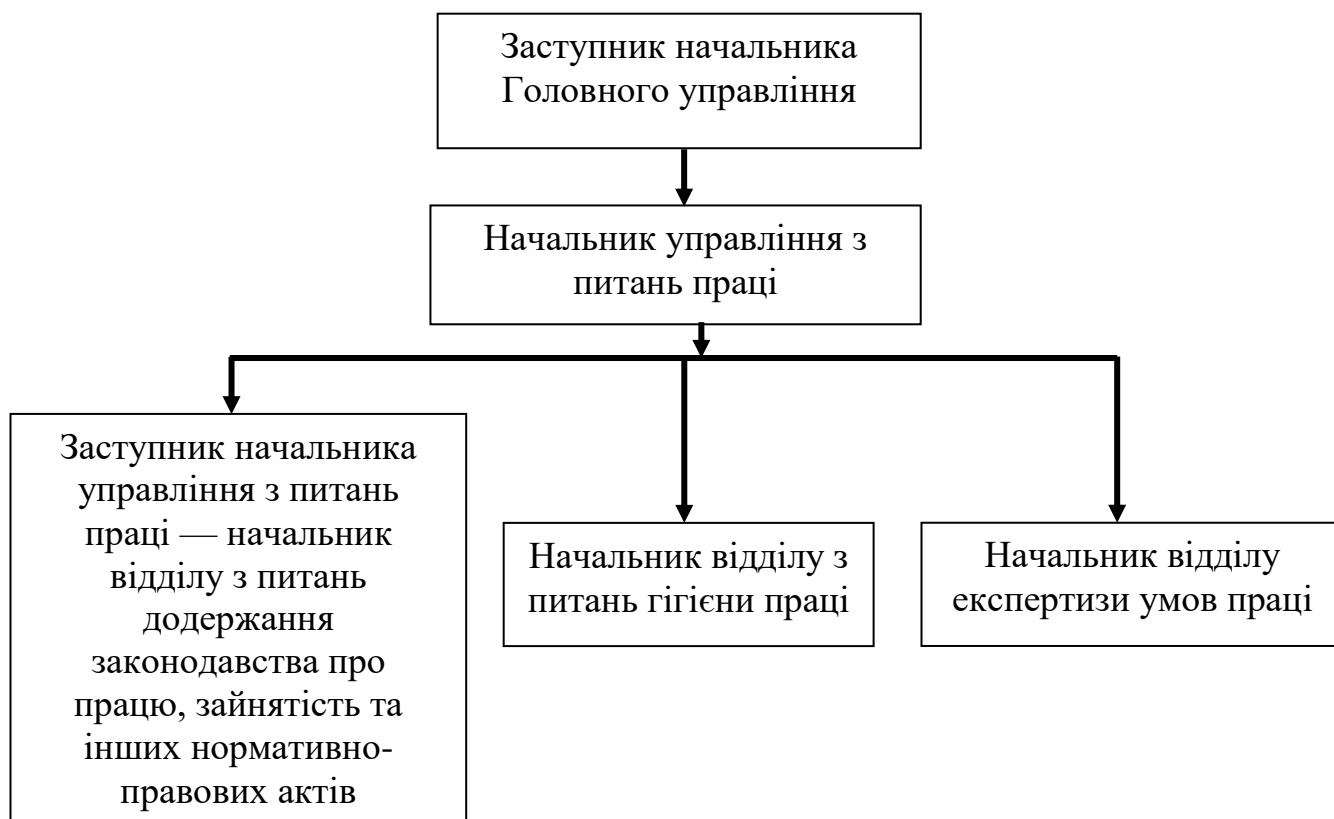 Заступник начальника
Головного управління
Начальник управління з
питань праці
Заступник начальника
управління з питань
праці — начальник
відділу з питань
додержання
законодавства про
працю, зайнятість та
інших нормативно-
правових актів
Начальник відділу з
питань гігієни праці
Начальник відділу
експертизи умов праці